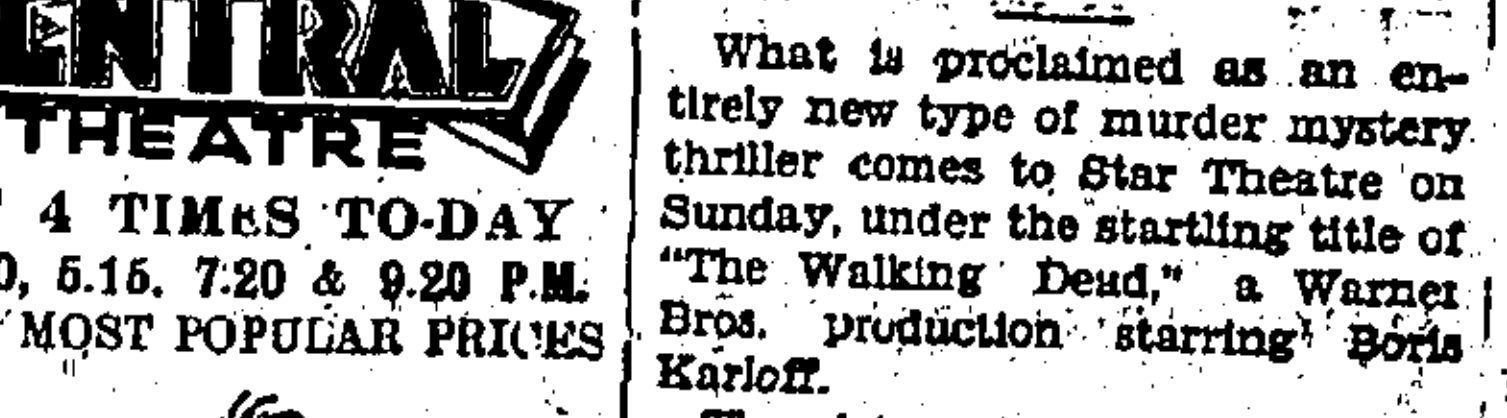 ENTRAL
THEATRE
4 TIMES TO-DAY
0, 5.15. 7:20 & 9.20 P.M.
MOST POPULAR PRICES
What is proclaimed as an en-
tirely new type of murder mystery
thriller comes to Star Theatre on
Sunday, under the startling title of
"The Walking Dead," a Warner
Bros. production starring Boris
Karloff.